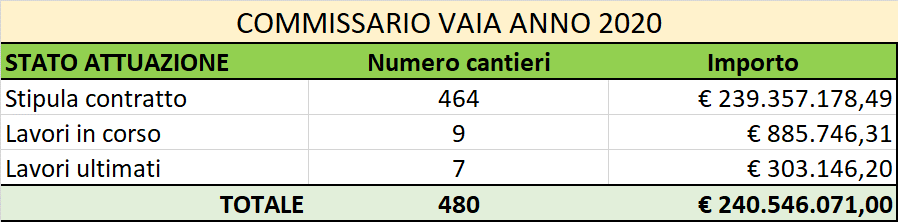 COMMISSARIO VAIA ANNO 2020
STATO ATTUAZIONE Numero cantieri Importo
Stipula contratto 464 € 239.357.178,49
Lavori in corso 9 € 885.746,31
Lavori ultimati 7 € 303.146,20
TOTALE 480 € 240.546.071,00